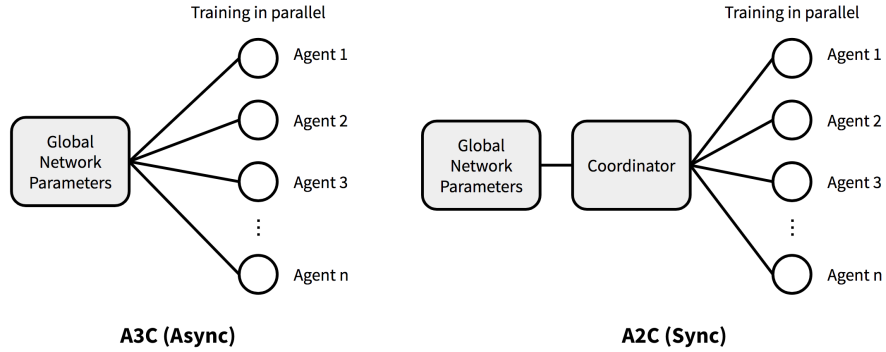 Training in parallel
Agent 1
Agent 2
Agent 3
Agent n
Global
Network
Parameters
A3C (Async)
Training in parallel
Agent 1
Agent 2
Agent 3
Agent n
Global
Network
Parameters
Coordinator
A2C (Sync)